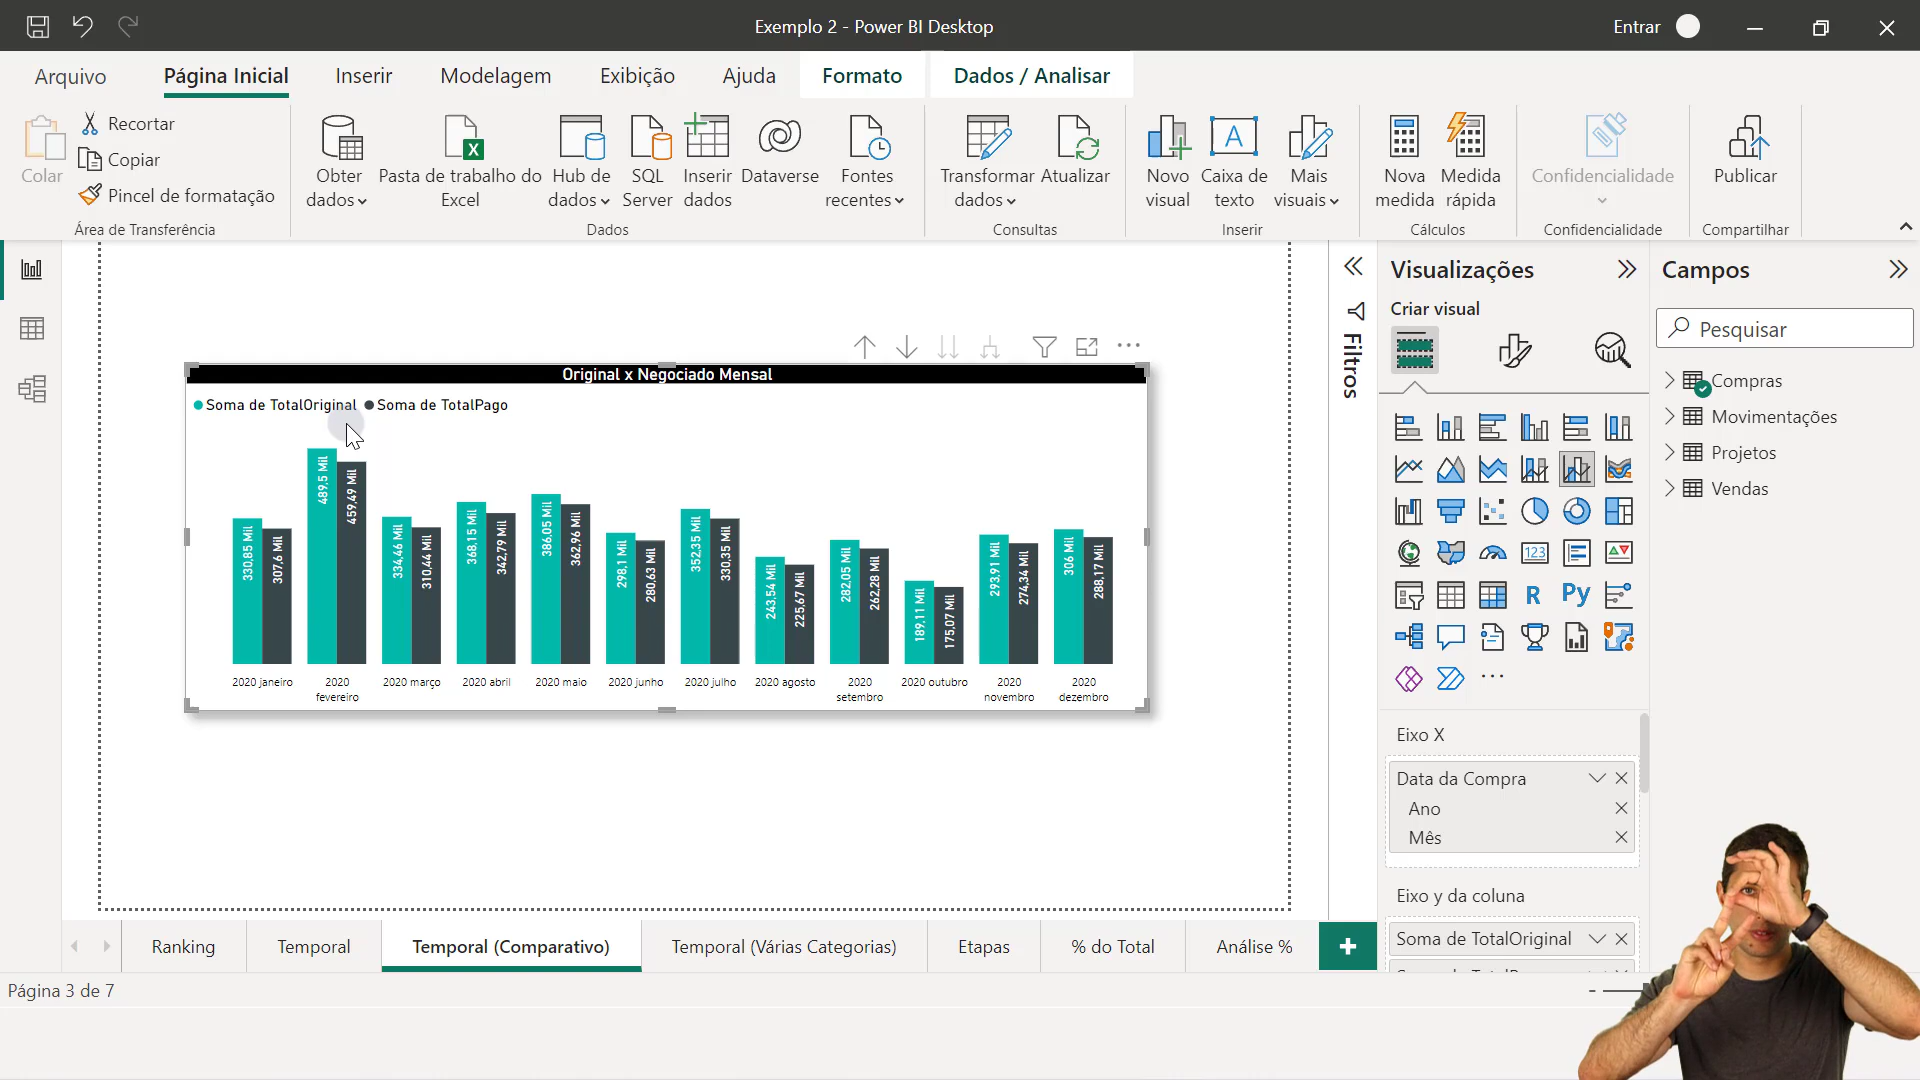 Exemplo 2 - Power BI Desktop
Entrar
Arquivo
Página Inicial
Inserir
Modelagem
Exibição
Ajuda
Formato
Dados / Analisar
Colar
Recortar
Copiar
Pincel de formatação
Área de Transferência
Obter
dados
Pasta de trabalho do
Excel
Hub de
dados
SQL
Server
Inserir
dados
Dataverse
Fontes
recentes
Dados
Transformar
dados
Atualizar
Consultas
Novo
visual
Caixa de
texto
Mais
visuais
Inserir
Nova
medida
Medida
rápida
Cálculos
Confidencialidade
Confidencialidade
Publicar
Compartilhar
Original x Negociado Mensal
Soma de TotalOriginal
Soma de TotalPago
330,85 Mil
307,6 Mil
489,5 Mil
459,49 Mil
334,46 Mil
310,44 Mil
368,15 Mil
342,79 Mil
386,05 Mil
362,96 Mil
298,1 Mil
280,63 Mil
352,35 Mil
330,35 Mil
243,54 Mil
225,67 Mil
282,05 Mil
262,28 Mil
189,11 Mil
175,07 Mil
293,91 Mil
274,34 Mil
306 Mil
288,17 Mil
2020 janeiro
2020
fevereiro
2020 março
2020 abril
2020 maio
2020 junho
2020 julho
2020 agosto
2020
setembro
2020 outubro
2020
novembro
2020
dezembro
Filtros
Visualizações
Criar visual
123
R
Py
Eixo X
Data da Compra
Ano
Mês
Eixo y da coluna
Soma de TotalOriginal
Campos
Pesquisar
Compras
Movimentações
Projetos
Vendas
Ranking
Temporal
Temporal (Comparativo)
Temporal (Várias Categorias)
Etapas
% do Total
Análise %
Página 3 de 7